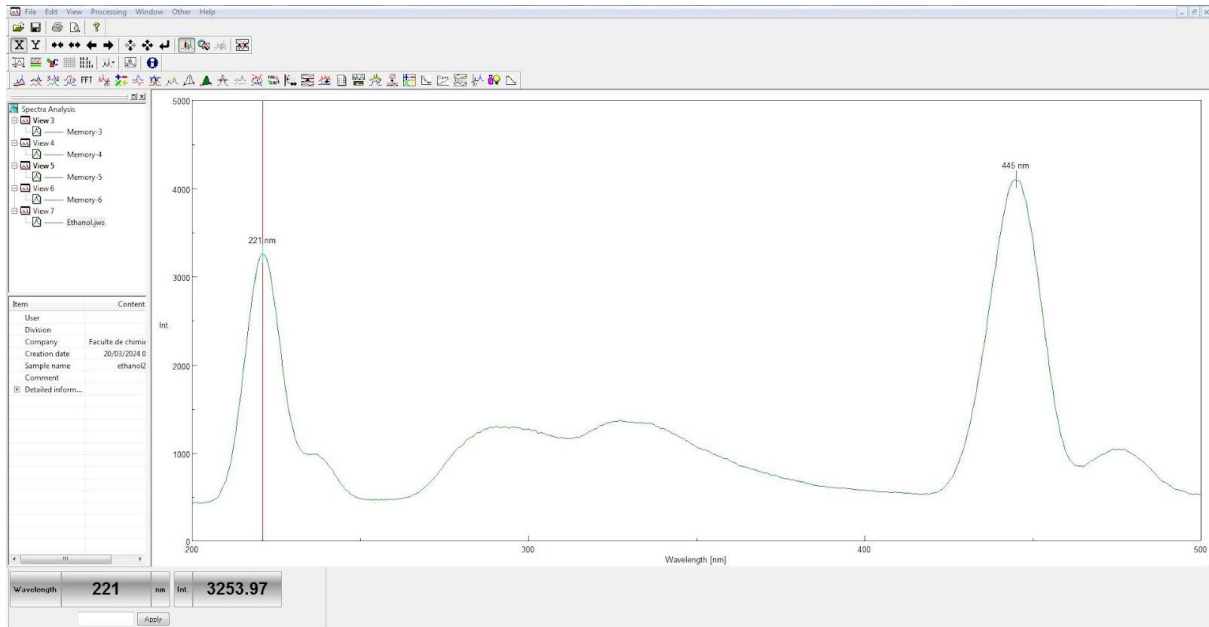 File Edit View Processing Window Other Help
X Y
FFT
Spectra Analysis
View 3
Memory-3
View 4
Memory-4
View 5
Memory-5
View 6
Memory-6
View 7
Ethanol.jws
Item Content
User
Division
Company Faculte de chimi
Creation date 20/03/2024 0
Sample name ethanol2
Comment
Detailed inform...
5000
4000
3000
2000
1000
0
Int.
221 nm
445 nm
200 300 400 500
Wavelength [nm]
Wavelength 221 nm Int. 3253.97
Apply